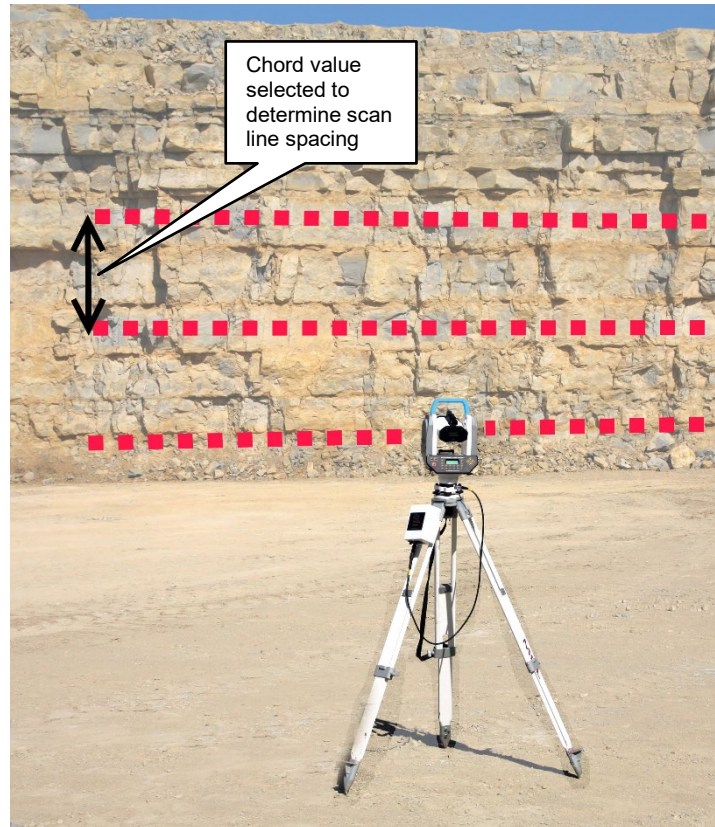 Chord value
selected to
determine scan
line spacing